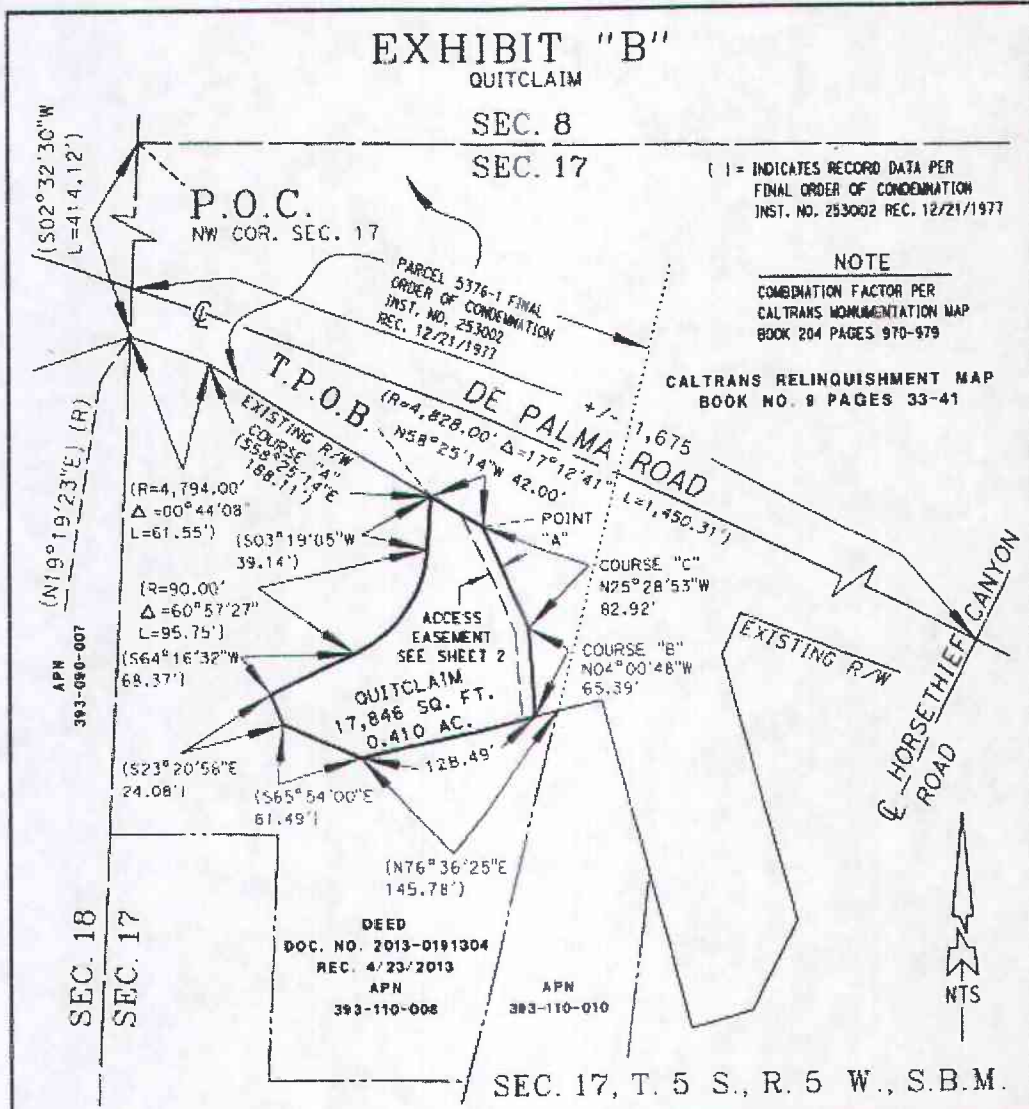 EXHIBIT "B"
QUITCLAIM
SEC. 8
SEC. 17
(S02°32'30"W
L=414.12')
P.O.C.
NW COR. SEC. 17
( ) = INDICATES RECORD DATA PER
FINAL ORDER OF CONDEMNATION
INST. NO. 253002 REC. 12/21/1977
NOTE
COMBINATION FACTOR PER
CALTRANS MONUMENTATION MAP
BOOK 204 PAGES 970-979
CALTRANS RELINQUISHMENT MAP
BOOK NO. 9 PAGES 33-41
PARCEL 5376-1 FINAL
ORDER OF CONDEMNATION
INST. NO. 253002
REC. 12/21/1977
℄
DE PALMA ROAD
+/- 1,675
(R=4,828.00' Δ=17°12'41" L=1,450.31')
T.P.O.B.
N58°25'14"W 42.00'
EXISTING R/W
COURSE "A"
(S58°25'14"E
188.11')
(N19°19'23"E) (R)
(R=4,794.00'
Δ=00°44'08"
L=61.55')
(S03°19'05"W
39.14')
POINT
"A"
COURSE "C"
N25°28'53"W
82.92'
(R=90.00'
Δ=60°57'27"
L=95.75')
ACCESS
EASEMENT
SEE SHEET 2
COURSE "B"
N04°00'48"W
65.39'
EXISTING R/W
℄ HORSETHIEF CANYON
ROAD
APN
393-090-007
(S64°16'32"W
68.37')
QUITCLAIM
17,846 SQ. FT.
0.410 AC.
128.49'
(S23°20'56"E
24.08')
(S65°54'00"E
61.49')
(N76°36'25"E
145.78')
DEED
DOC. NO. 2013-0191304
REC. 4/23/2013
APN
393-110-008
APN
393-110-010
SEC. 18
SEC. 17
NTS
SEC. 17, T. 5 S., R. 5 W., S.B.M.